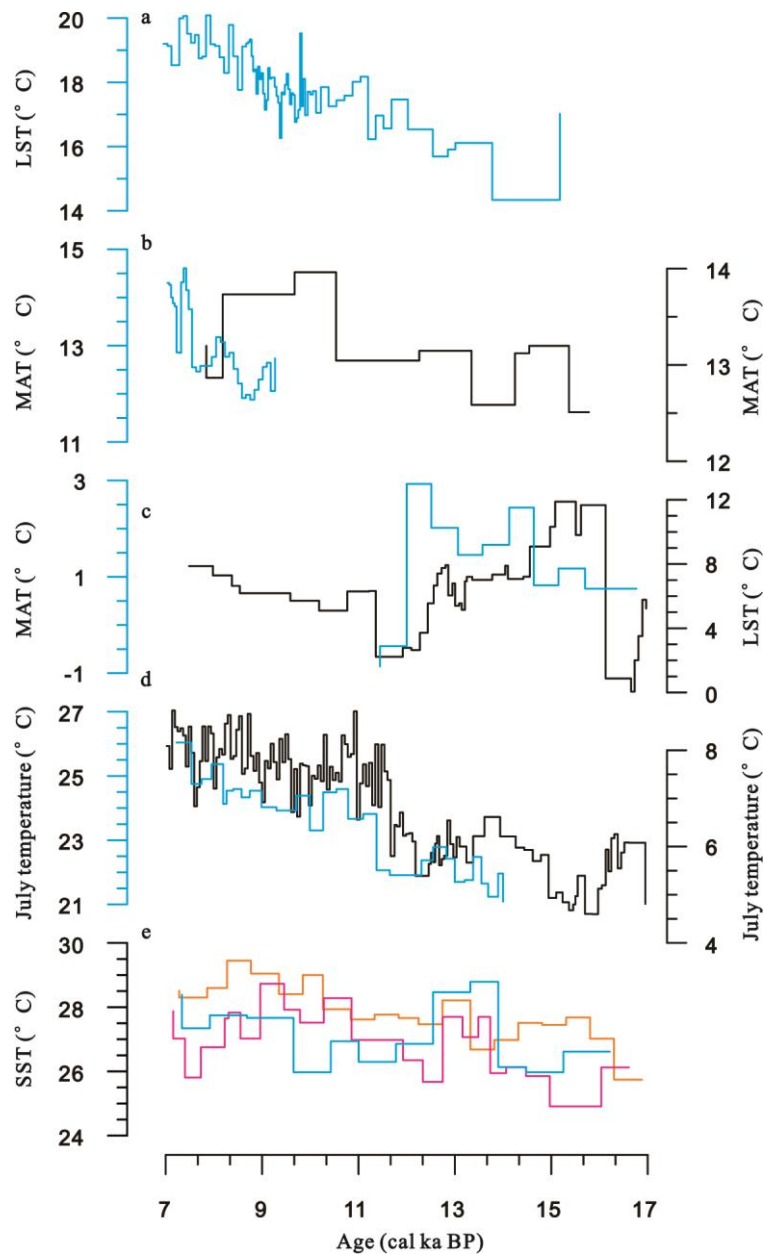 a
20
18
16
14
LST (° C)
b
15
13
11
MAT (° C)
14
13
12
MAT (° C)
c
3
1
-1
MAT (° C)
12
8
4
0
LST (° C)
d
27
25
23
21
July temperature (° C)
8
6
4
July temperature (° C)
e
30
28
26
24
SST (° C)
7 9 11 13 15 17
Age (cal ka BP)